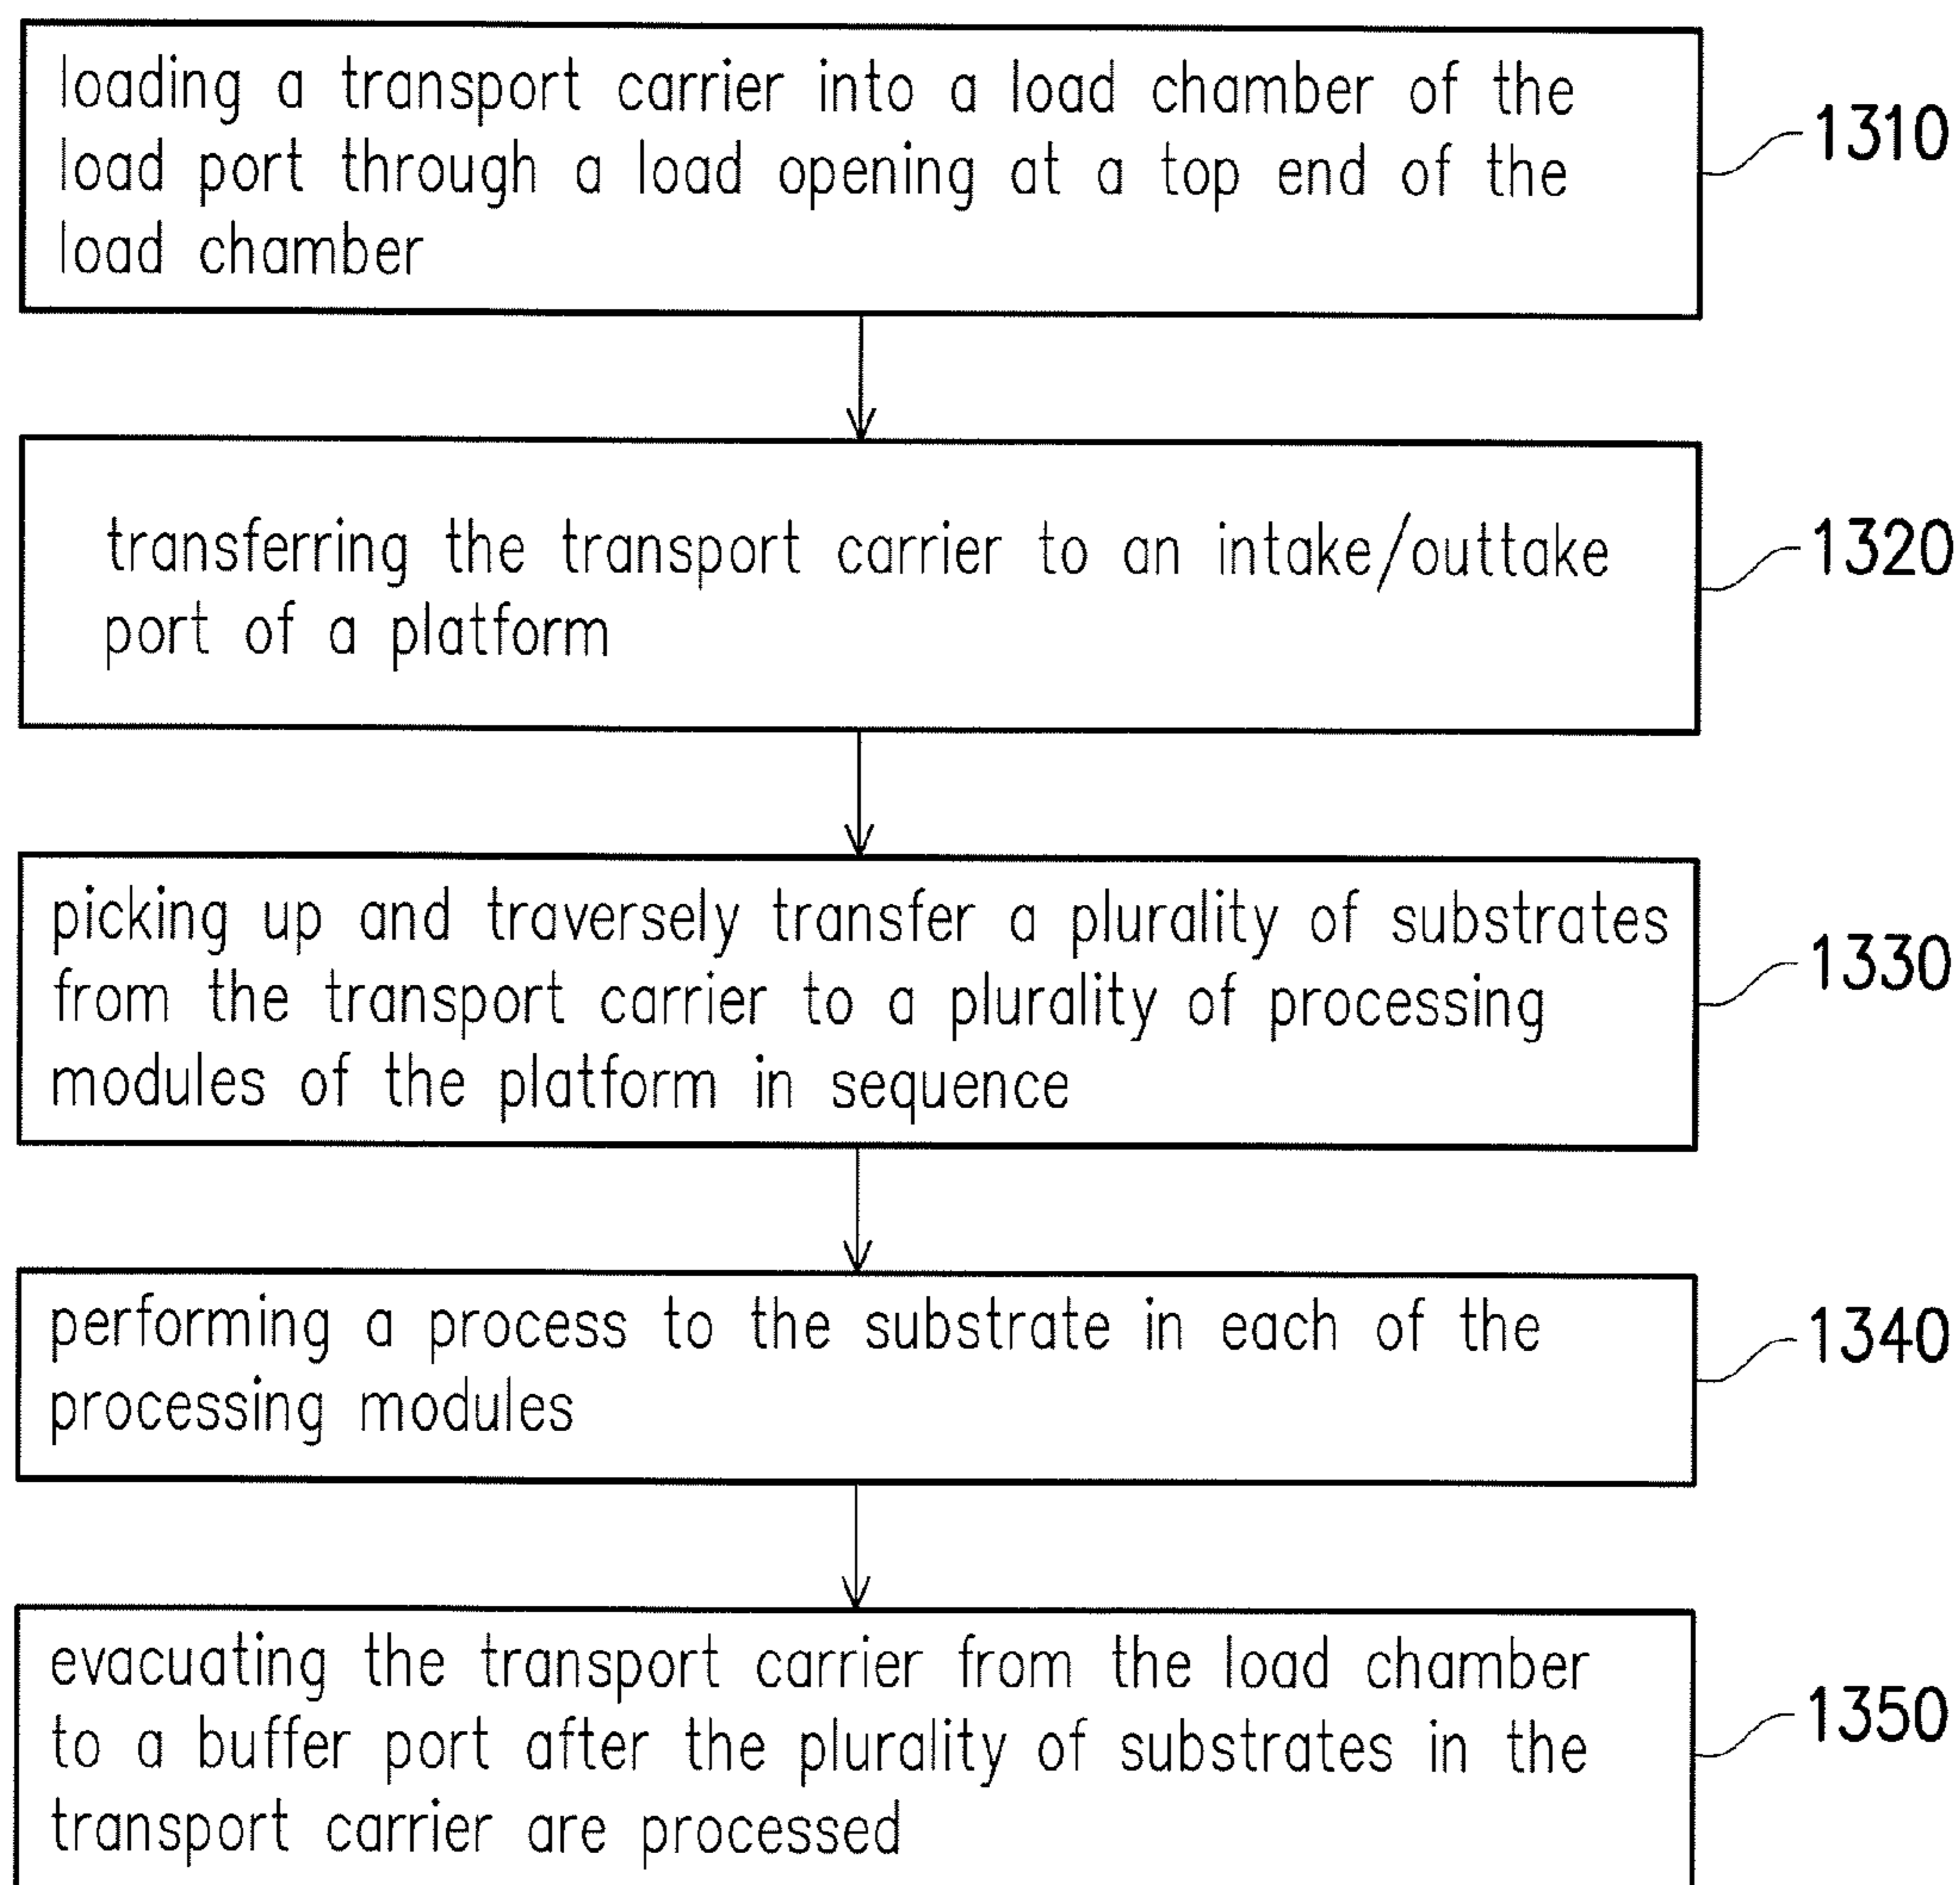 loading a transport carrier into a load chamber of the
load port through a load opening at a top end of the
load chamber
1310
transferring the transport carrier to an intake/outtake
port of a platform
1320
picking up and traversely transfer a plurality of substrates
from the transport carrier to a plurality of processing
modules of the platform in sequence
1330
performing a process to the substrate in each of the
processing modules
1340
evacuating the transport carrier from the load chamber
to a buffer port after the plurality of substrates in the
transport carrier are processed
1350